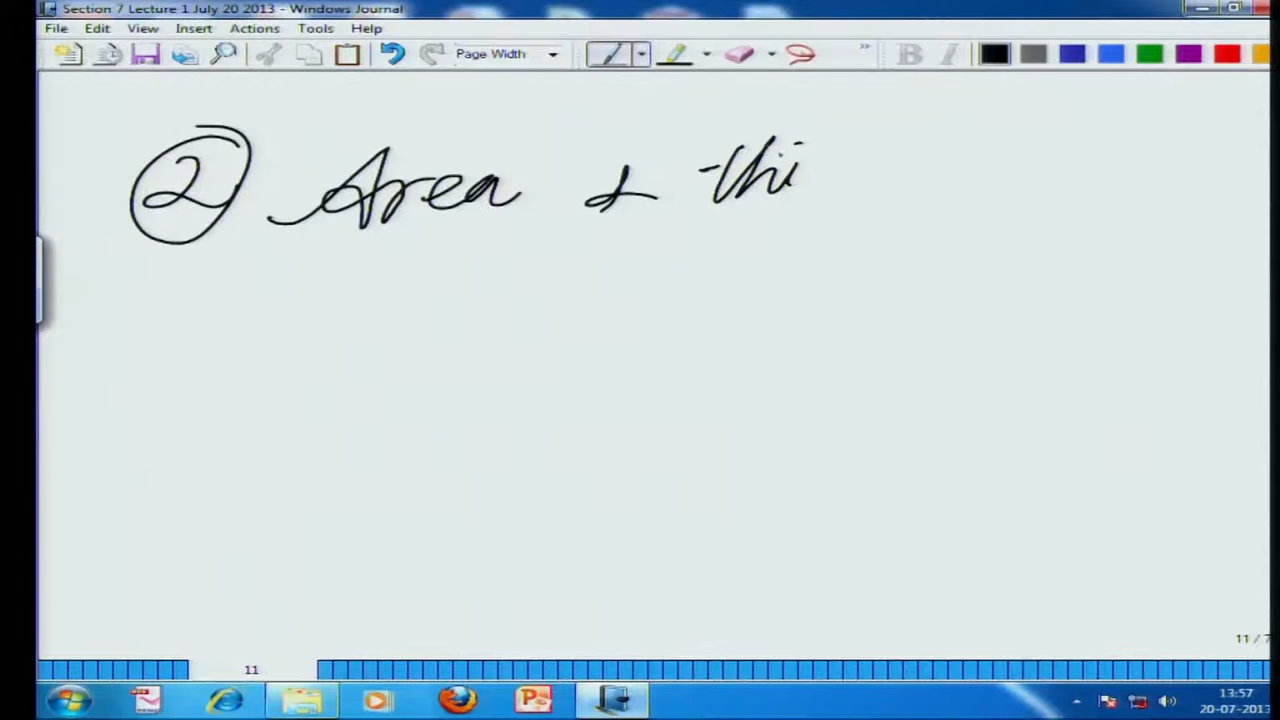 Section 7 Lecture 1 July 20 2013 - Windows Journal
File Edit View Insert Actions Tools Help
Page Width
» B I
② Area & thi
11 / 7
11
13:57
20-07-2013